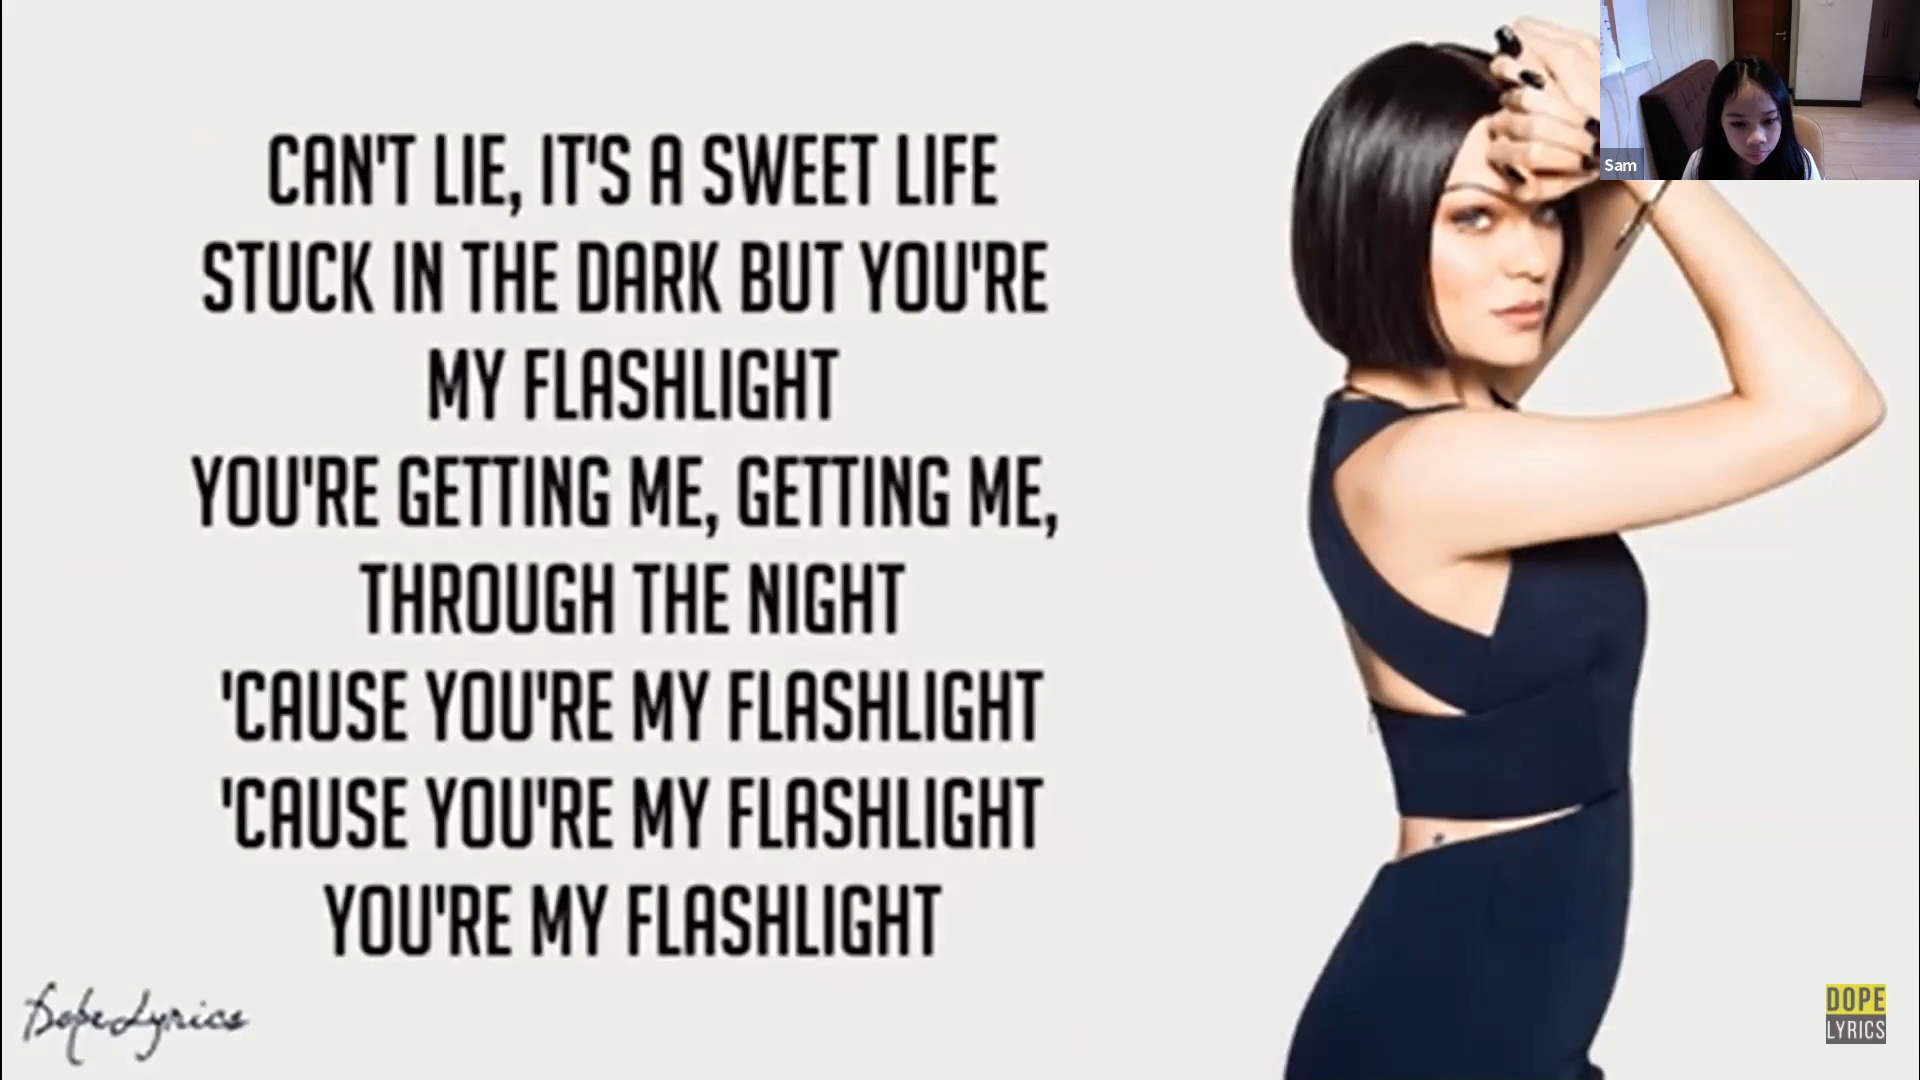 CAN'T LIE, IT'S A SWEET LIFE
STUCK IN THE DARK BUT YOU'RE
MY FLASHLIGHT
YOU'RE GETTING ME, GETTING ME,
THROUGH THE NIGHT
'CAUSE YOU'RE MY FLASHLIGHT
'CAUSE YOU'RE MY FLASHLIGHT
YOU'RE MY FLASHLIGHT
Sam
DopeLyrics
DOPE
LYRICS